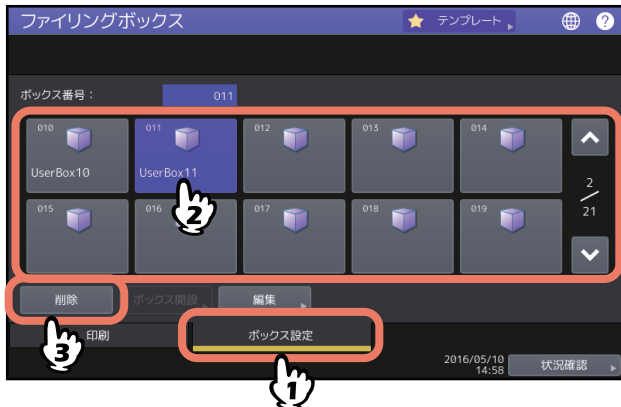 ファイリングボックス
テンプレート
?
ボックス番号： 011
010 011 012 013 014
UserBox10 UserBox11
2
21
015 016 017 018 019
2
削除 ボックス開設 編集
印刷 ボックス設定
3
1
2016/05/10
14:58
状況確認